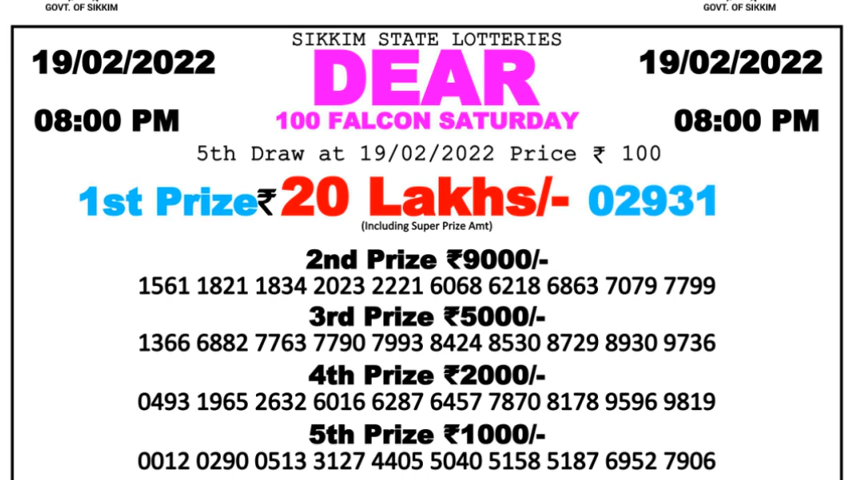 GOVT. OF SIKKIM GOVT. OF SIKKIM
SIKKIM STATE LOTTERIES
19/02/2022 DEAR 19/02/2022
08:00 PM 100 FALCON SATURDAY 08:00 PM
5th Draw at 19/02/2022 Price ₹ 100
1st Prize₹20 Lakhs/- 02931
(Including Super Prize Amt)
2nd Prize ₹9000/-
1561 1821 1834 2023 2221 6068 6218 6863 7079 7799
3rd Prize ₹5000/-
1366 6882 7763 7790 7993 8424 8530 8729 8930 9736
4th Prize ₹2000/-
0493 1965 2632 6016 6287 6457 7870 8178 9596 9819
5th Prize ₹1000/-
0012 0290 0513 3127 4405 5040 5158 5187 6952 7906